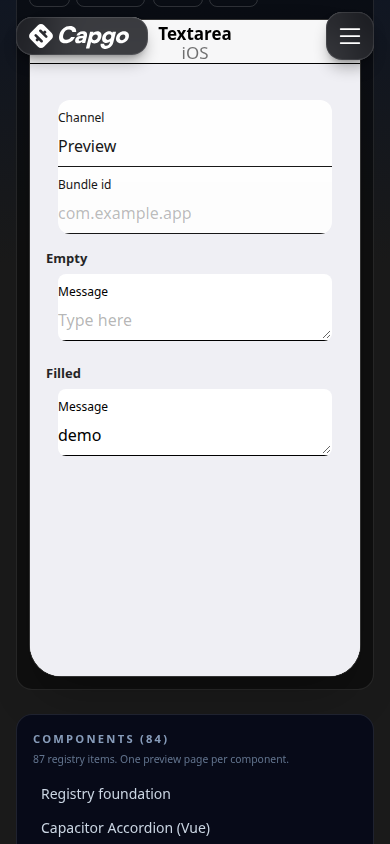 Capgo
Textarea
iOS
Channel
Preview
Bundle id
com.example.app
Empty
Message
Type here
Filled
Message
demo
COMPONENTS (84)
87 registry items. One preview page per component.
Registry foundation
Capacitor Accordion (Vue)